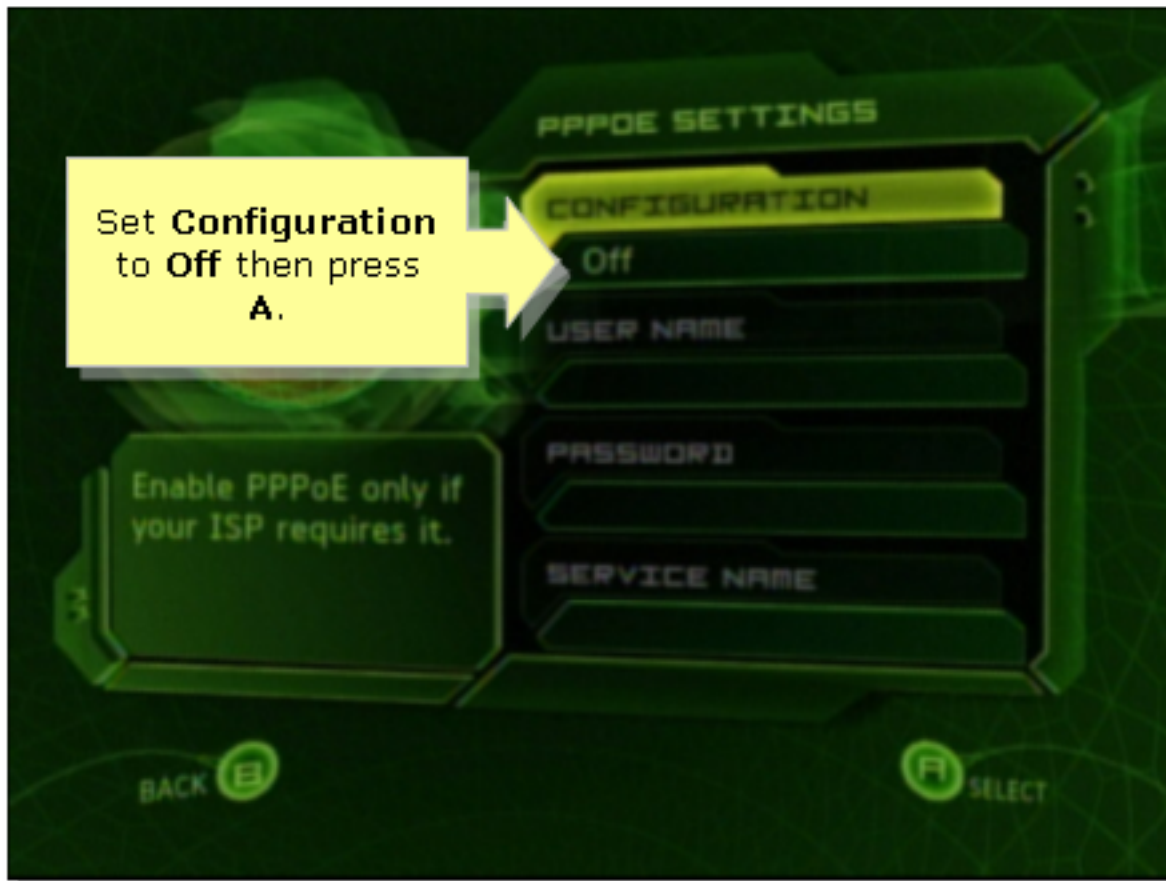 PPPOE SETTINGS
Set Configuration
to Off then press
A.
CONFIGURATION
Off
USER NAME
PASSWORD
SERVICE NAME
Enable PPPoE only if
your ISP requires it.
BACK B
A SELECT